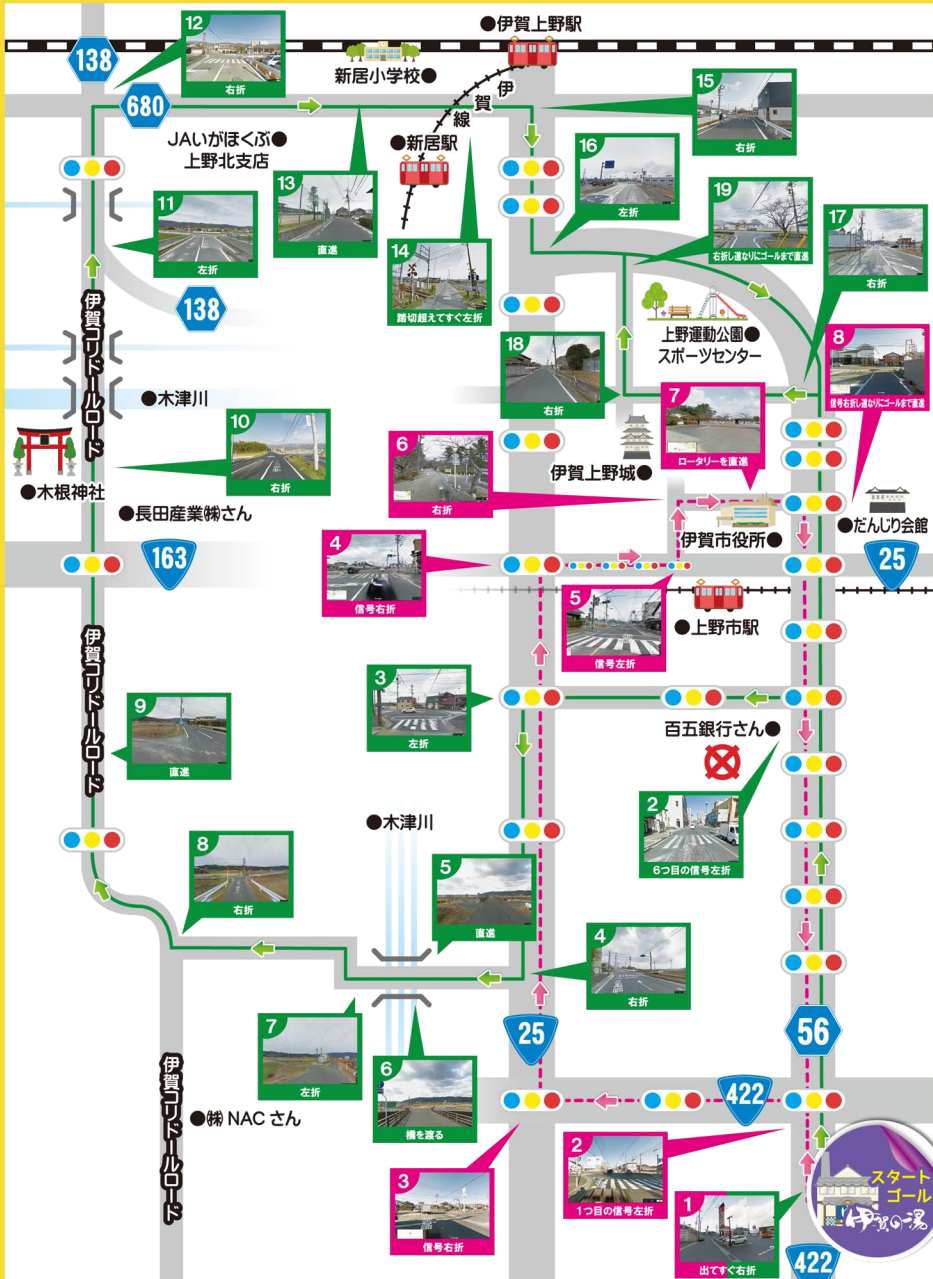 12
右折
138
680
新居小学校●
●伊賀上野駅
伊
賀
線
JAいがほくぶ●
上野北支店
●新居駅
15
右折
13
直進
14
踏切超えてすぐ左折
16
左折
19
右折し道なりにゴールまで直進
17
右折
11
左折
138
伊賀コリドールロード
●木津川
10
右折
●木根神社
●長田産業㈱さん
上野運動公園●
スポーツセンター
18
右折
7
ロータリーを直進
8
信号右折し道なりにゴールまで直進
6
右折
伊賀上野城●
伊賀市役所●
●だんじり会館
163
4
信号右折
5
信号左折
25
●上野市駅
伊賀コリドールロード
9
直進
3
左折
百五銀行さん●
2
6つ目の信号左折
●木津川
8
右折
5
直進
4
右折
7
左折
6
橋を渡る
25
56
422
伊賀コリドールロード
●㈱NACさん
3
信号右折
2
1つ目の信号左折
1
出てすぐ右折
スタート
ゴール
伊賀の湯
422